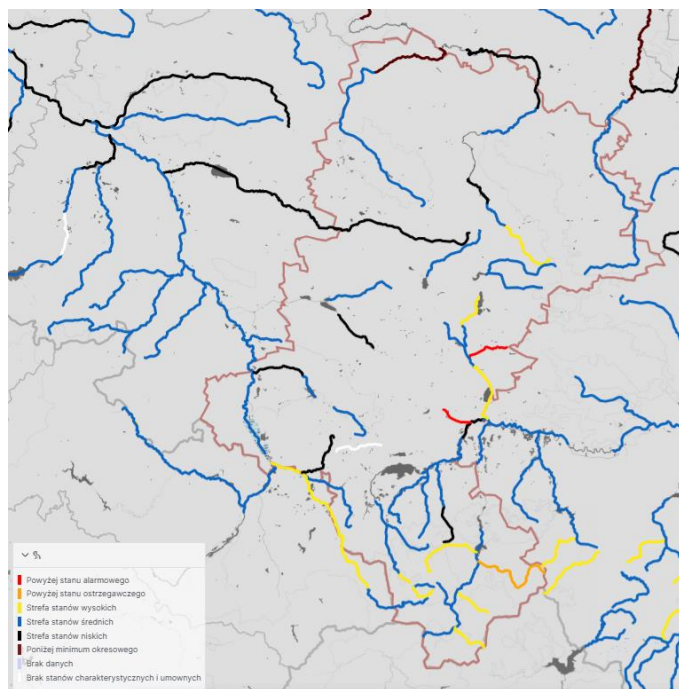 Powyżej stanu alarmowego
Powyżej stanu ostrzegawczego
Strefa stanów wysokich
Strefa stanów średnich
Strefa stanów niskich
Poniżej minimum okresowego
Brak danych
Brak stanów charakterystycznych i umownych